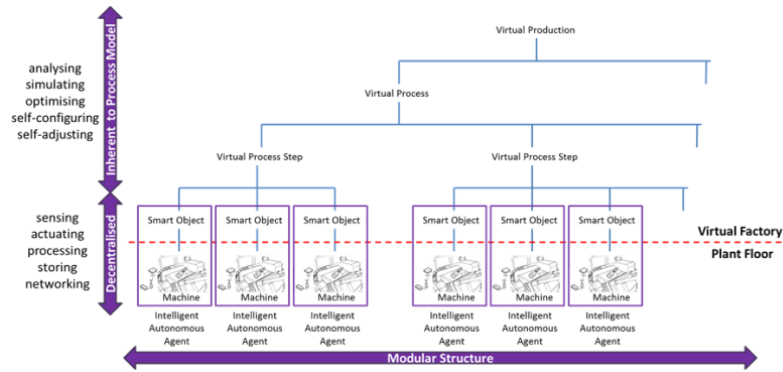 Virtual Production
analysing
simulating
optimising
self-configuring
self-adjusting
Inherent to Process Model
Virtual Process
Virtual Process Step
Virtual Process Step
sensing
actuating
processing
storing
networking
Decentralised
Smart Object
Smart Object
Smart Object
Smart Object
Smart Object
Smart Object
Virtual Factory
Plant Floor
Machine
Machine
Machine
Machine
Machine
Machine
Intelligent
Autonomous
Agent
Intelligent
Autonomous
Agent
Intelligent
Autonomous
Agent
Intelligent
Autonomous
Agent
Intelligent
Autonomous
Agent
Intelligent
Autonomous
Agent
Modular Structure